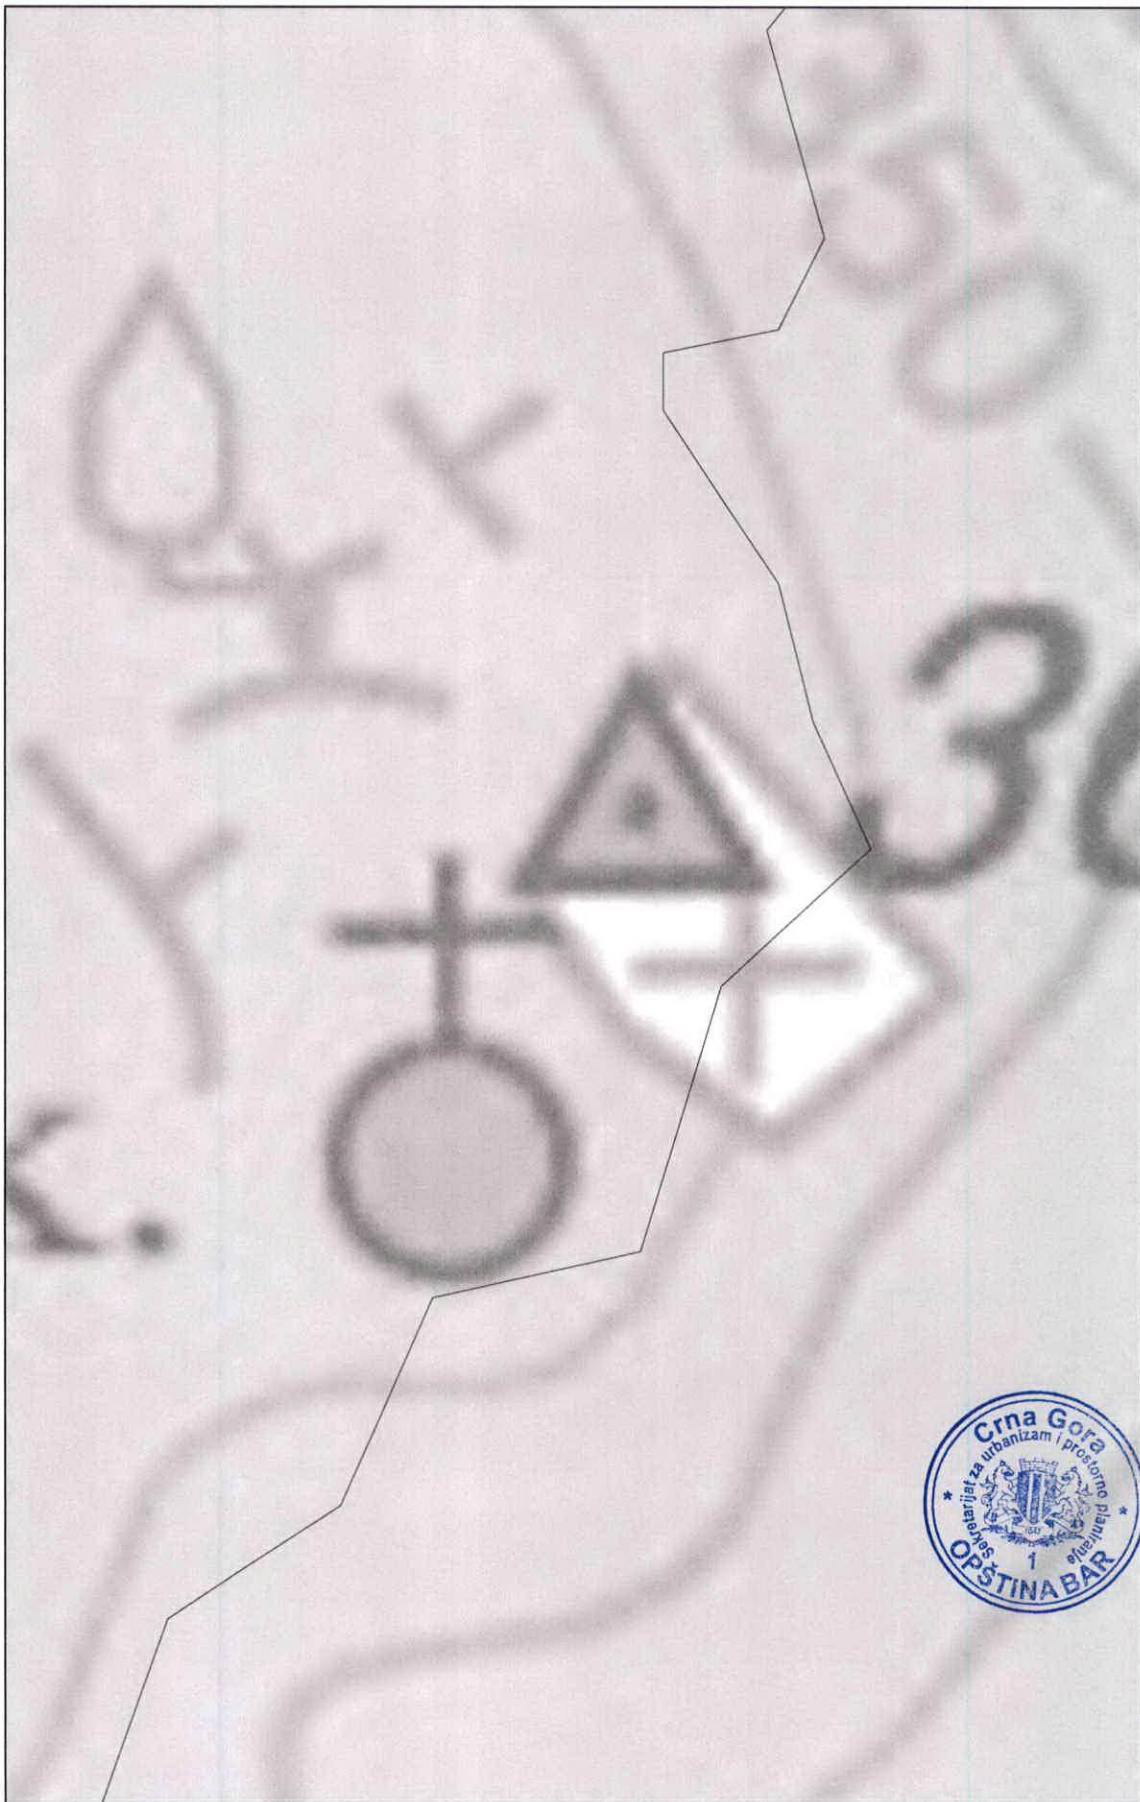 350
36
к.
Crna Gora
Sekretarijat za urbanizam i prostorno planiranje
1
OPŠTINA BAR